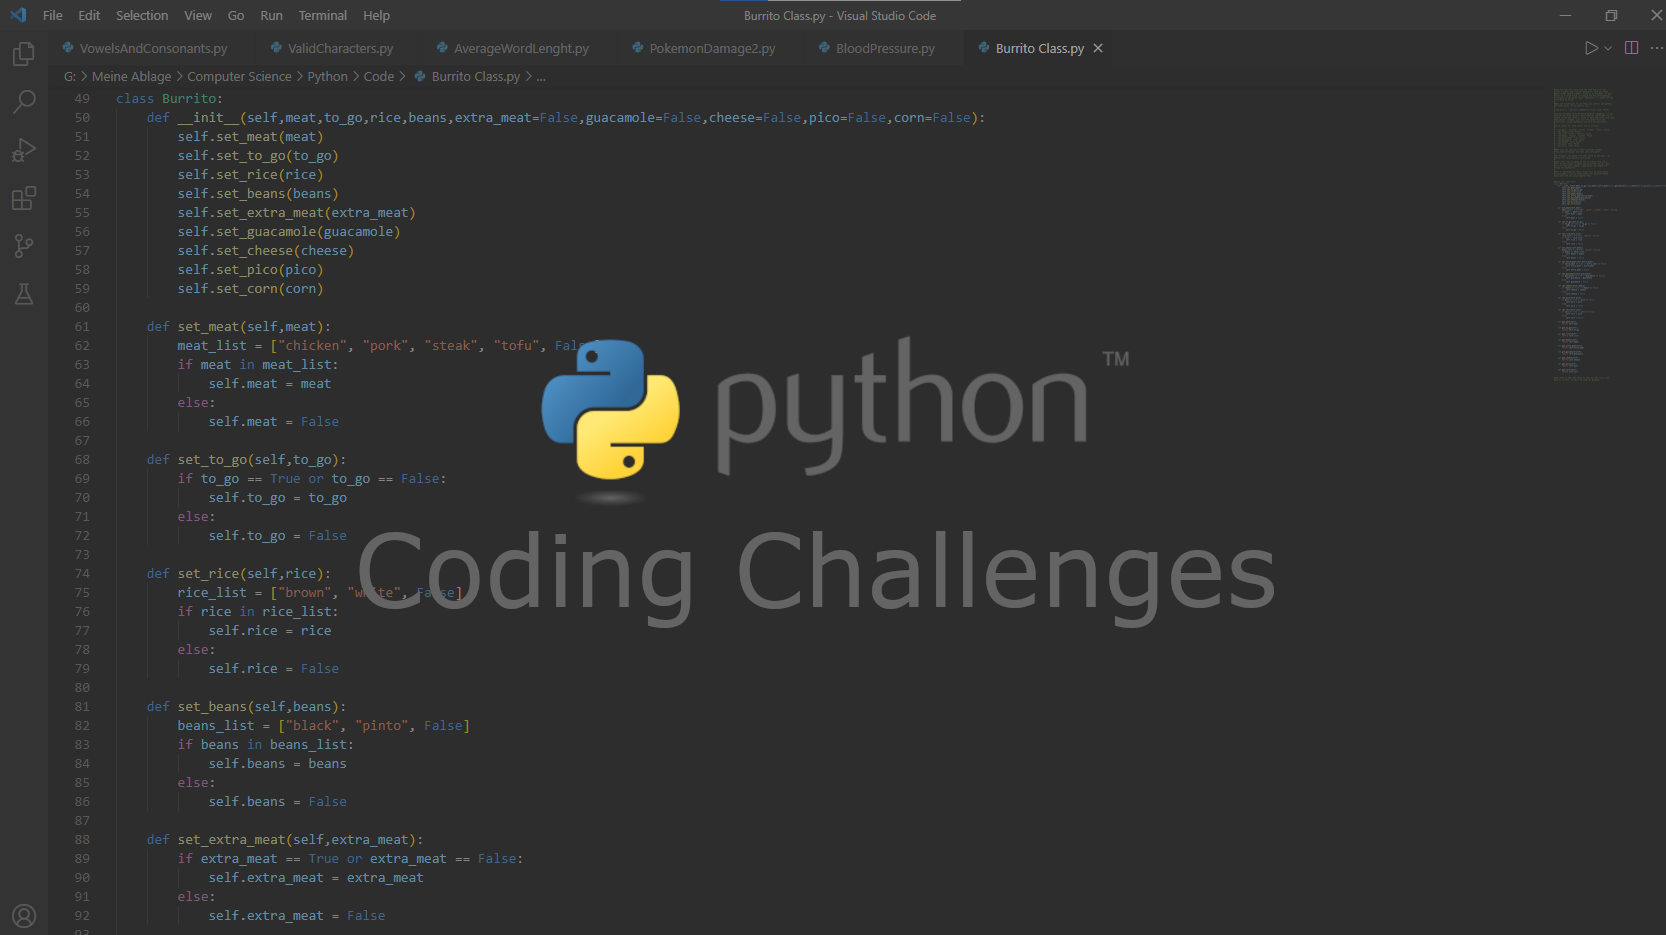 File Edit Selection View Go Run Terminal Help
Burrito Class.py - Visual Studio Code
VowelsAndConsonants.py ValidCharacters.py AverageWordLenght.py PokemonDamage2.py BloodPressure.py Burrito Class.py
G: > Meine Ablage > Computer Science > Python > Code > Burrito Class.py > ...
49 class Burrito:
50 def __init__(self,meat,to_go,rice,beans,extra_meat=False,guacamole=False,cheese=False,pico=False,corn=False):
51 self.set_meat(meat)
52 self.set_to_go(to_go)
53 self.set_rice(rice)
54 self.set_beans(beans)
55 self.set_extra_meat(extra_meat)
56 self.set_guacamole(guacamole)
57 self.set_cheese(cheese)
58 self.set_pico(pico)
59 self.set_corn(corn)
60
61 def set_meat(self,meat):
62 meat_list = ["chicken", "pork", "steak", "tofu", False]
63 if meat in meat_list:
64 self.meat = meat
65 else:
66 self.meat = False
67
68 def set_to_go(self,to_go):
69 if to_go == True or to_go == False:
70 self.to_go = to_go
71 else:
72 self.to_go = False
73
74 def set_rice(self,rice):
75 rice_list = ["brown", "white", False]
76 if rice in rice_list:
77 self.rice = rice
78 else:
79 self.rice = False
80
81 def set_beans(self,beans):
82 beans_list = ["black", "pinto", False]
83 if beans in beans_list:
84 self.beans = beans
85 else:
86 self.beans = False
87
88 def set_extra_meat(self,extra_meat):
89 if extra_meat == True or extra_meat == False:
90 self.extra_meat = extra_meat
91 else:
92 self.extra_meat = False
93
python TM
Coding Challenges